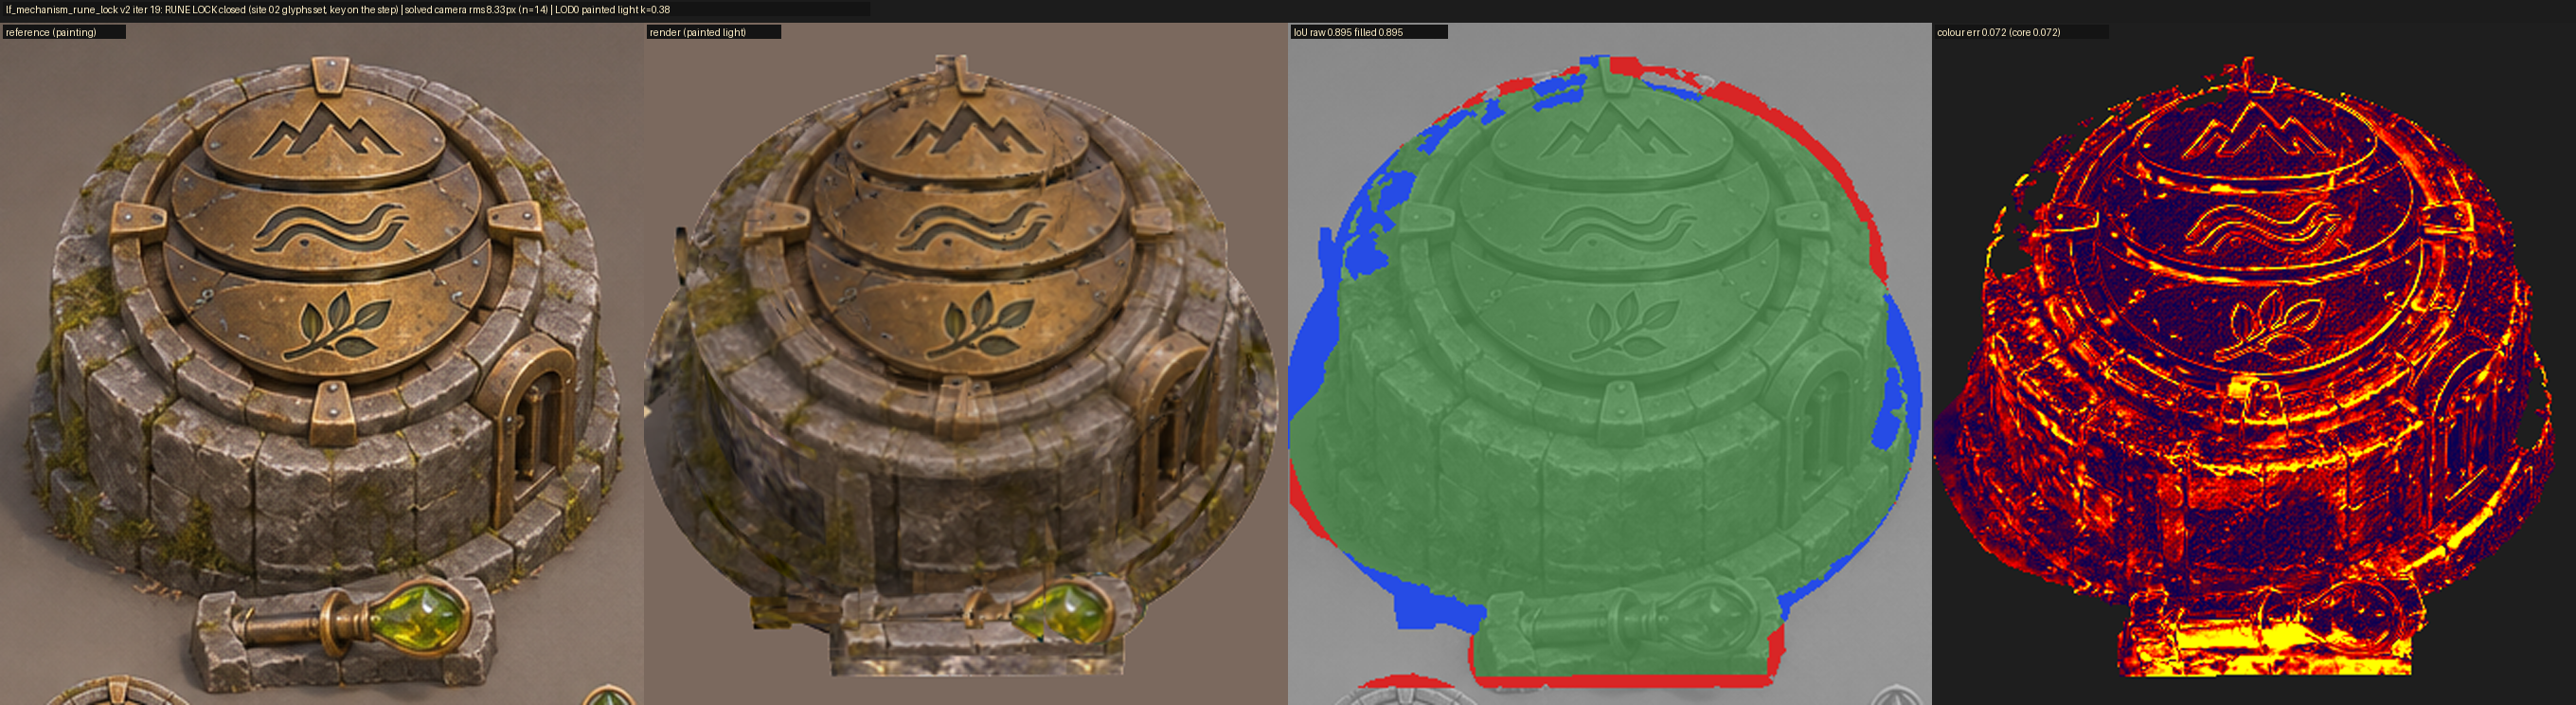 lf_mechanism_rune_lock v2 iter 19: RUNE LOCK closed (site 02 glyphs set, key on the step) | solved camera rms 8.33px (n=14) | LOD0 painted light k=0.38
reference (painting)
render (painted light)
IoU raw 0.895 filled 0.895
colour err 0.072 (core 0.072)